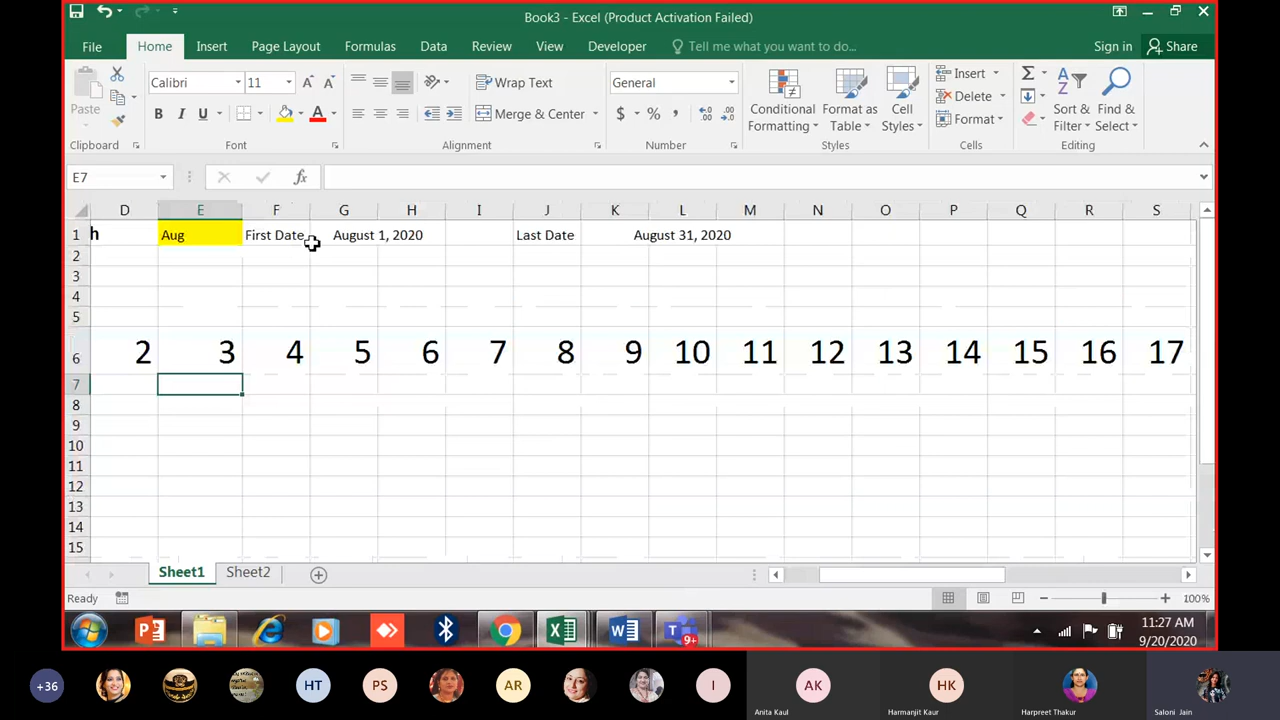 Book3 - Excel (Product Activation Failed)
File Home Insert Page Layout Formulas Data Review View Developer Tell me what you want to do... Sign in Share
Paste Calibri 11 Wrap Text General Conditional Formatting Format as Table Cell Styles Insert Delete Format Sort & Filter Find & Select
B I U Merge & Center $ %
Clipboard Font Alignment Number Styles Cells Editing
E7 fx
D E F G H I J K L M N O P Q R S
1 h Aug First Date August 1, 2020 Last Date August 31, 2020
2
3
4
5
6 2 3 4 5 6 7 8 9 10 11 12 13 14 15 16 17
7
8
9
10
11
12
13
14
15
Sheet1 Sheet2
Ready 100%
9+ 11:27 AM
9/20/2020
+36 HT PS AR I AK HK
Anita Kaul Harmanjit Kaur Harpreet Thakur Saloni Jain